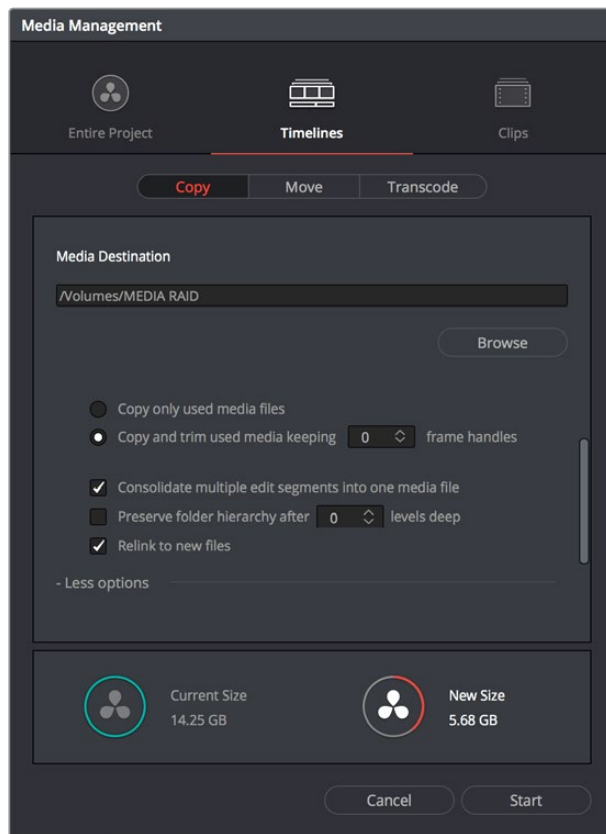 Media Management
Entire Project
Timelines
Clips
Copy
Move
Transcode
Media Destination
/Volumes/MEDIA RAID
Browse
Copy only used media files
Copy and trim used media keeping 0 frame handles
Consolidate multiple edit segments into one media file
Preserve folder hierarchy after 0 levels deep
Relink to new files
- Less options
Current Size
14.25 GB
New Size
5.68 GB
Cancel
Start